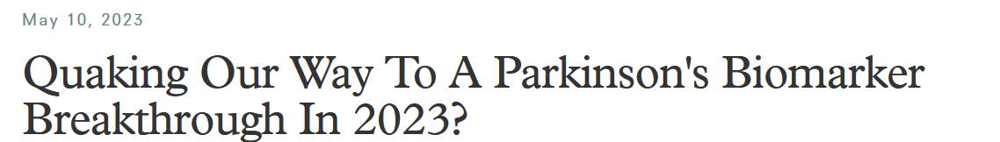 May 10, 2023
Quaking Our Way To A Parkinson's Biomarker
Breakthrough In 2023?